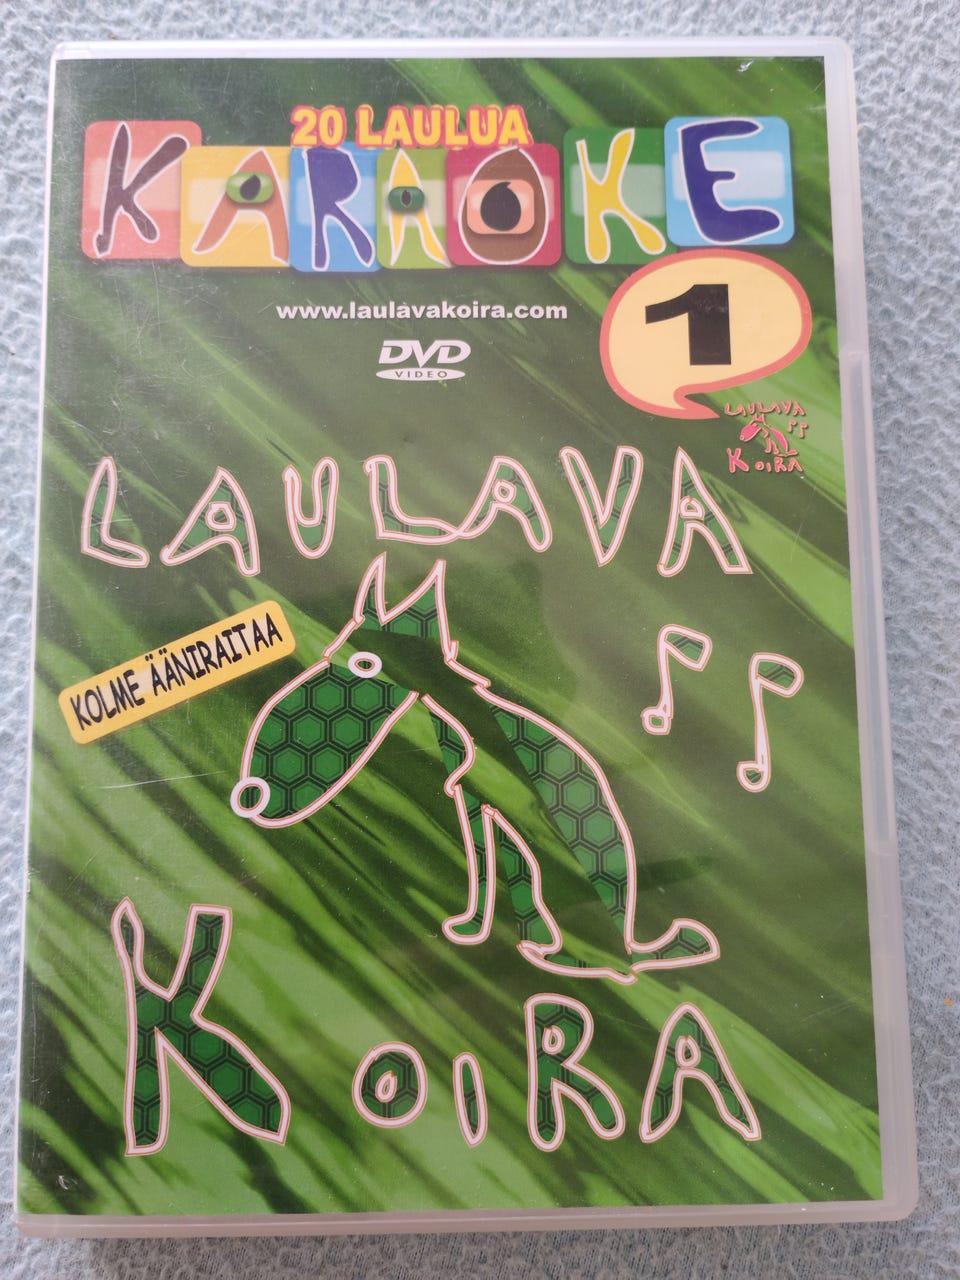 20 LAULUA
KARAOKE
1
www.laulavakoira.com
DVD
VIDEO
LAULAVA
KOIRA
LAULAVA
KOLME ÄÄNIRAITAA
KOIRA